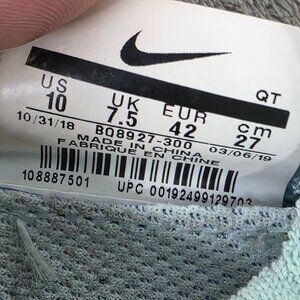 QT
US UK EUR cm
10 7.5 42 27
10/31/18 BQ8927-300 03/06/19
MADE IN CHINA
FABRIQUE EN CHINE
108887501 UPC 00192499129703